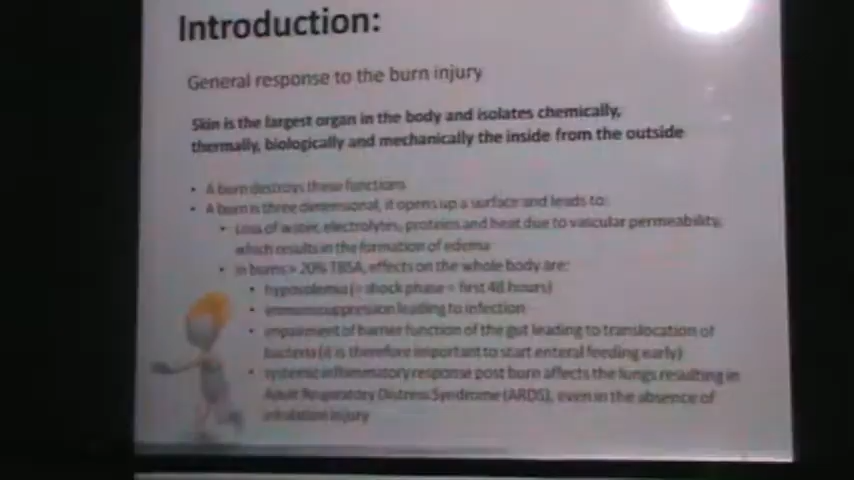 Introduction:
General response to the burn injury
Skin is the largest organ in the body and isolates chemically,
thermally, biologically and mechanically the inside from the outside
• A burn destroys these functions
• A burn is three dimensional, it opens up a surface and leads to:
• Loss of water, electrolytes, proteins and heat due to vascular permeability,
which results in the formation of edema
• in burns > 20% TBSA, effects on the whole body are:
• hypovolemia (= shock phase = first 48 hours)
• immunosuppression leading to infection
• impairment of barrier function of the gut leading to translocation of
bacteria (it is therefore important to start enteral feeding early)
• systemic inflammatory response post burn affects the lungs resulting in
Adult Respiratory Distress Syndrome (ARDS), even in the absence of
inhalation injury